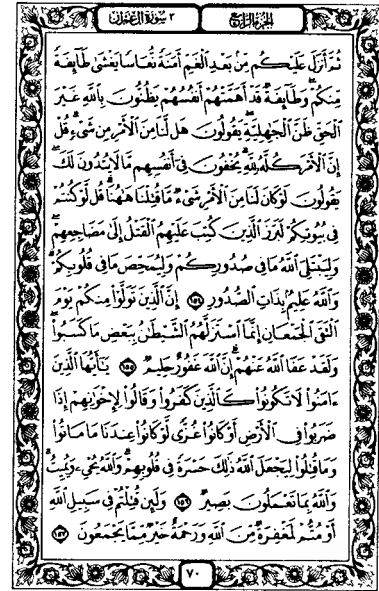 الجزء الرابع ٣ سورة آل عمران
ثُمَّ أَنزَلَ عَلَيْكُم مِّنۢ بَعْدِ ٱلْغَمِّ أَمَنَةً نُّعَاسًا يَغْشَىٰ طَآئِفَةً
مِّنكُمْ ۖ وَطَآئِفَةٌ قَدْ أَهَمَّتْهُمْ أَنفُسُهُمْ يَظُنُّونَ بِٱللَّهِ غَيْرَ
ٱلْحَقِّ ظَنَّ ٱلْجَٰهِلِيَّةِ ۖ يَقُولُونَ هَل لَّنَا مِنَ ٱلْأَمْرِ مِن شَىْءٍ ۗ قُلْ
إِنَّ ٱلْأَمْرَ كُلَّهُۥ لِلَّهِ ۗ يُخْفُونَ فِىٓ أَنفُسِهِم مَّا لَا يُبْدُونَ لَكَ ۖ
يَقُولُونَ لَوْ كَانَ لَنَا مِنَ ٱلْأَمْرِ شَىْءٌ مَّا قُتِلْنَا هَٰهُنَا ۗ قُل لَّوْ كُنتُمْ
فِى بُيُوتِكُمْ لَبَرَزَ ٱلَّذِينَ كُتِبَ عَلَيْهِمُ ٱلْقَتْلُ إِلَىٰ مَضَاجِعِهِمْ ۖ
وَلِيَبْتَلِىَ ٱللَّهُ مَا فِى صُدُورِكُمْ وَلِيُمَحِّصَ مَا فِى قُلُوبِكُمْ ۗ
وَٱللَّهُ عَلِيمٌۢ بِذَاتِ ٱلصُّدُورِ ١٥٤ إِنَّ ٱلَّذِينَ تَوَلَّوْا۟ مِنكُمْ يَوْمَ
ٱلْتَقَى ٱلْجَمْعَانِ إِنَّمَا ٱسْتَزَلَّهُمُ ٱلشَّيْطَٰنُ بِبَعْضِ مَا كَسَبُوا۟ ۖ
وَلَقَدْ عَفَا ٱللَّهُ عَنْهُمْ ۗ إِنَّ ٱللَّهَ غَفُورٌ حَلِيمٌ ١٥٥ يَٰٓأَيُّهَا ٱلَّذِينَ
ءَامَنُوا۟ لَا تَكُونُوا۟ كَٱلَّذِينَ كَفَرُوا۟ وَقَالُوا۟ لِإِخْوَٰنِهِمْ إِذَا
ضَرَبُوا۟ فِى ٱلْأَرْضِ أَوْ كَانُوا۟ غُزًّى لَّوْ كَانُوا۟ عِندَنَا مَا مَاتُوا۟
وَمَا قُتِلُوا۟ لِيَجْعَلَ ٱللَّهُ ذَٰلِكَ حَسْرَةً فِى قُلُوبِهِمْ ۗ وَٱللَّهُ يُحْىِۦ وَيُمِيتُ ۗ
وَٱللَّهُ بِمَا تَعْمَلُونَ بَصِيرٌ ١٥٦ وَلَئِن قُتِلْتُمْ فِى سَبِيلِ ٱللَّهِ
أَوْ مُتُّمْ لَمَغْفِرَةٌ مِّنَ ٱللَّهِ وَرَحْمَةٌ خَيْرٌ مِّمَّا يَجْمَعُونَ ١٥٧
٧٠